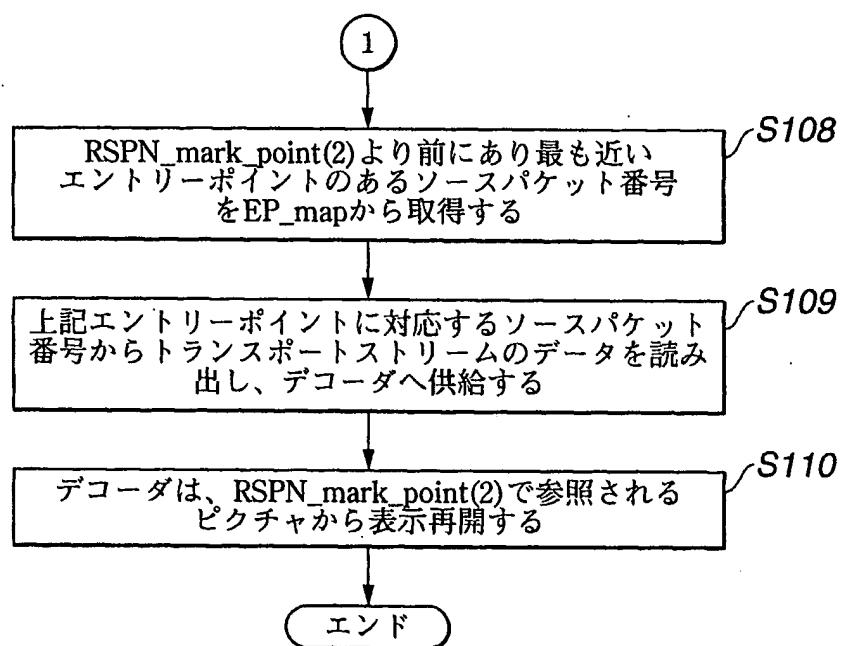 1
RSPN_mark_point(2)より前にあり最も近い
エントリーポイントのあるソースパケット番号
をEP_mapから取得する
S108
上記エントリーポイントに対応するソースパケット
番号からトランスポートストリームのデータを読み
出し、デコーダへ供給する
S109
デコーダは、RSPN_mark_point(2)で参照される
ピクチャから表示再開する
S110
エンド